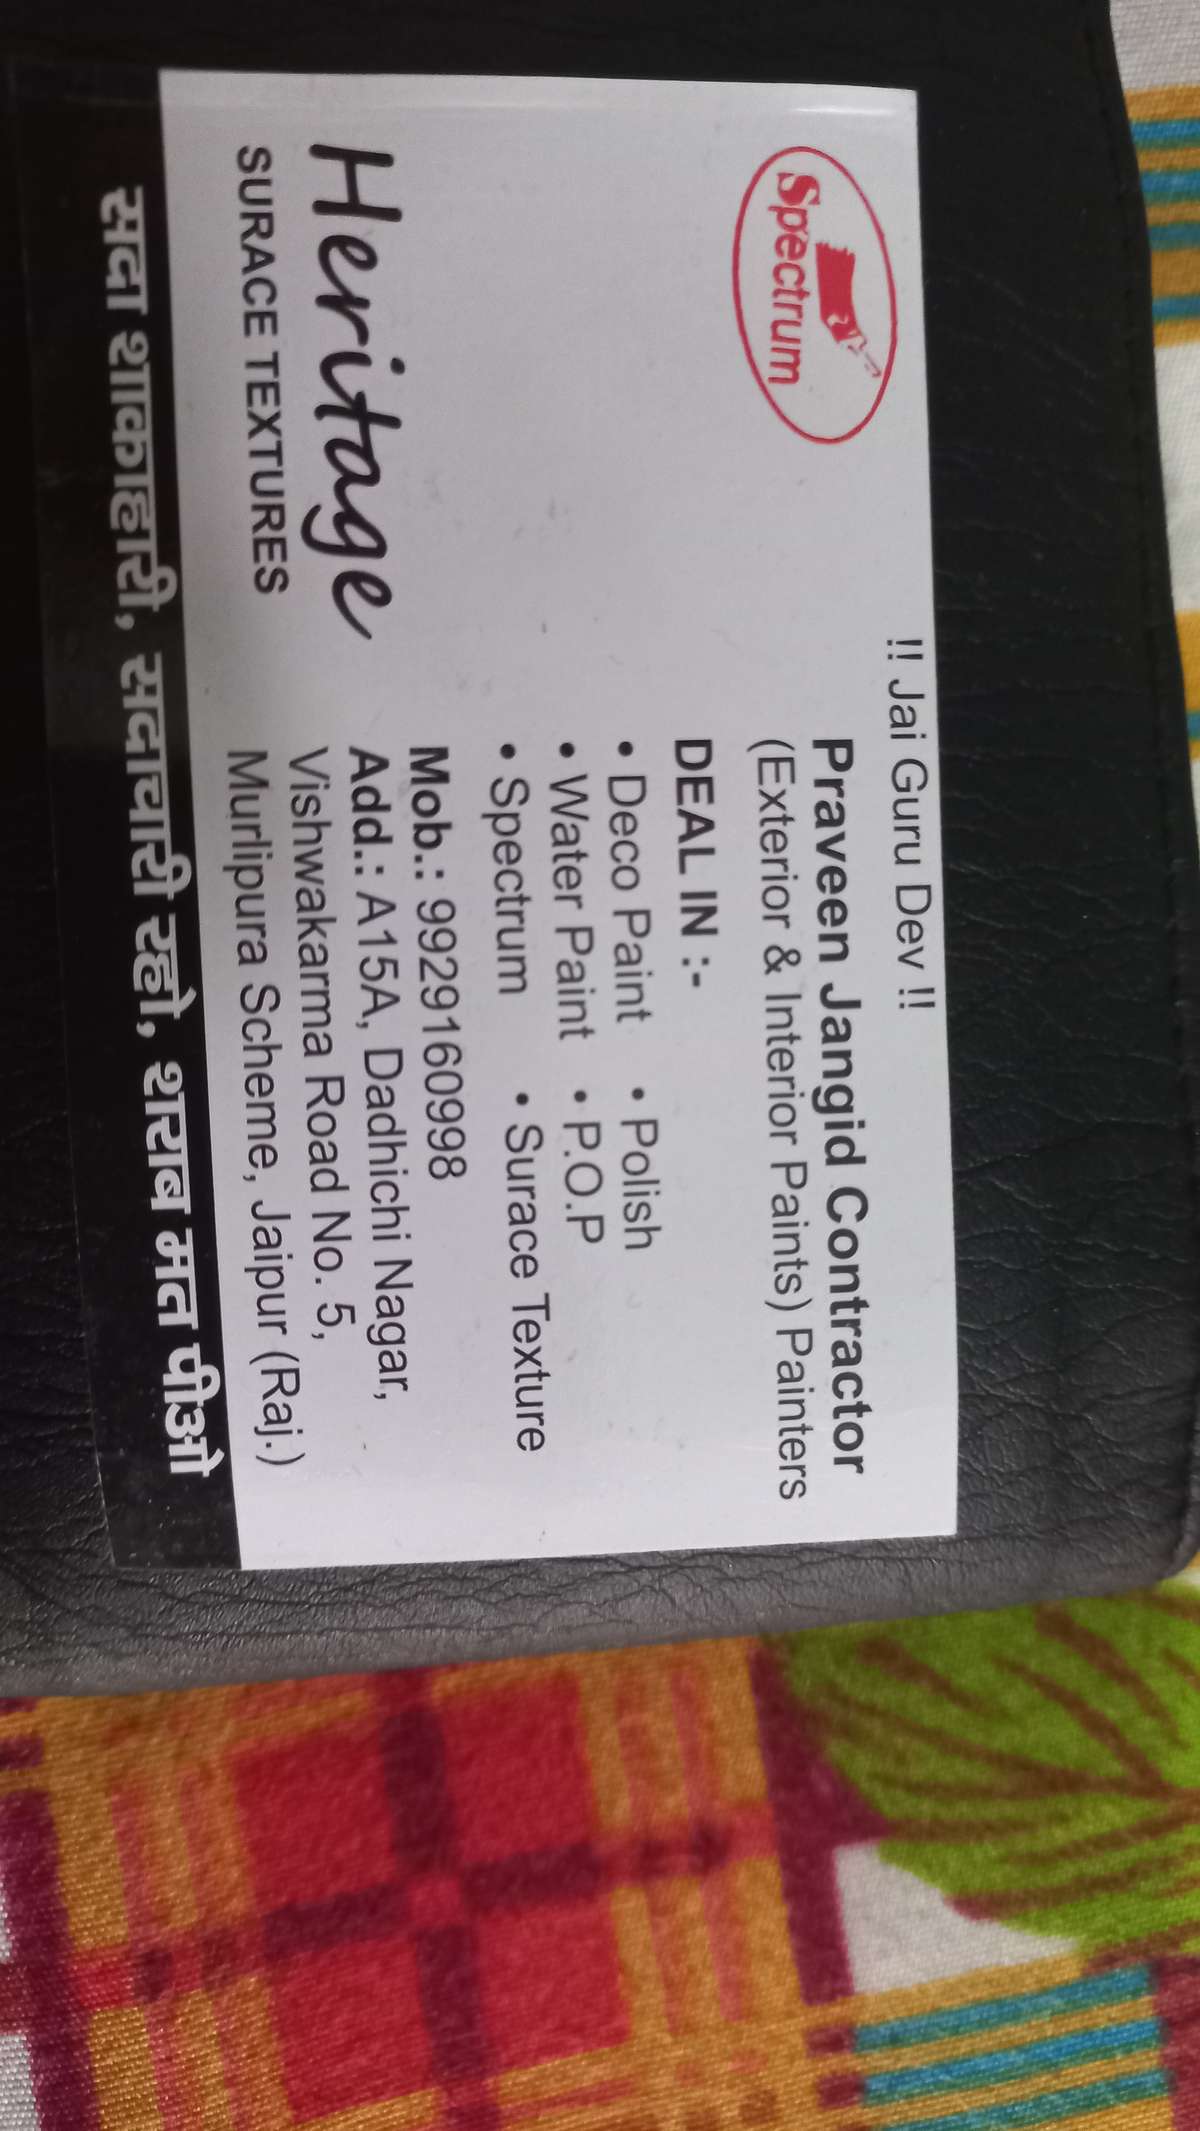 !! Jai Guru Dev !!
Spectrum
Praveen Jangid Contractor
(Exterior & Interior Paints) Painters
DEAL IN :-
• Deco Paint • Polish
• Water Paint • P.O.P
• Spectrum • Surace Texture
Heritage
SURACE TEXTURES
Mob.: 9929160998
Add.: A15A, Dadhichi Nagar,
Vishwakarma Road No. 5,
Murlipura Scheme, Jaipur (Raj.)
सदा शाकाहारी, सदाचारी रहो, शराब मत पीओ